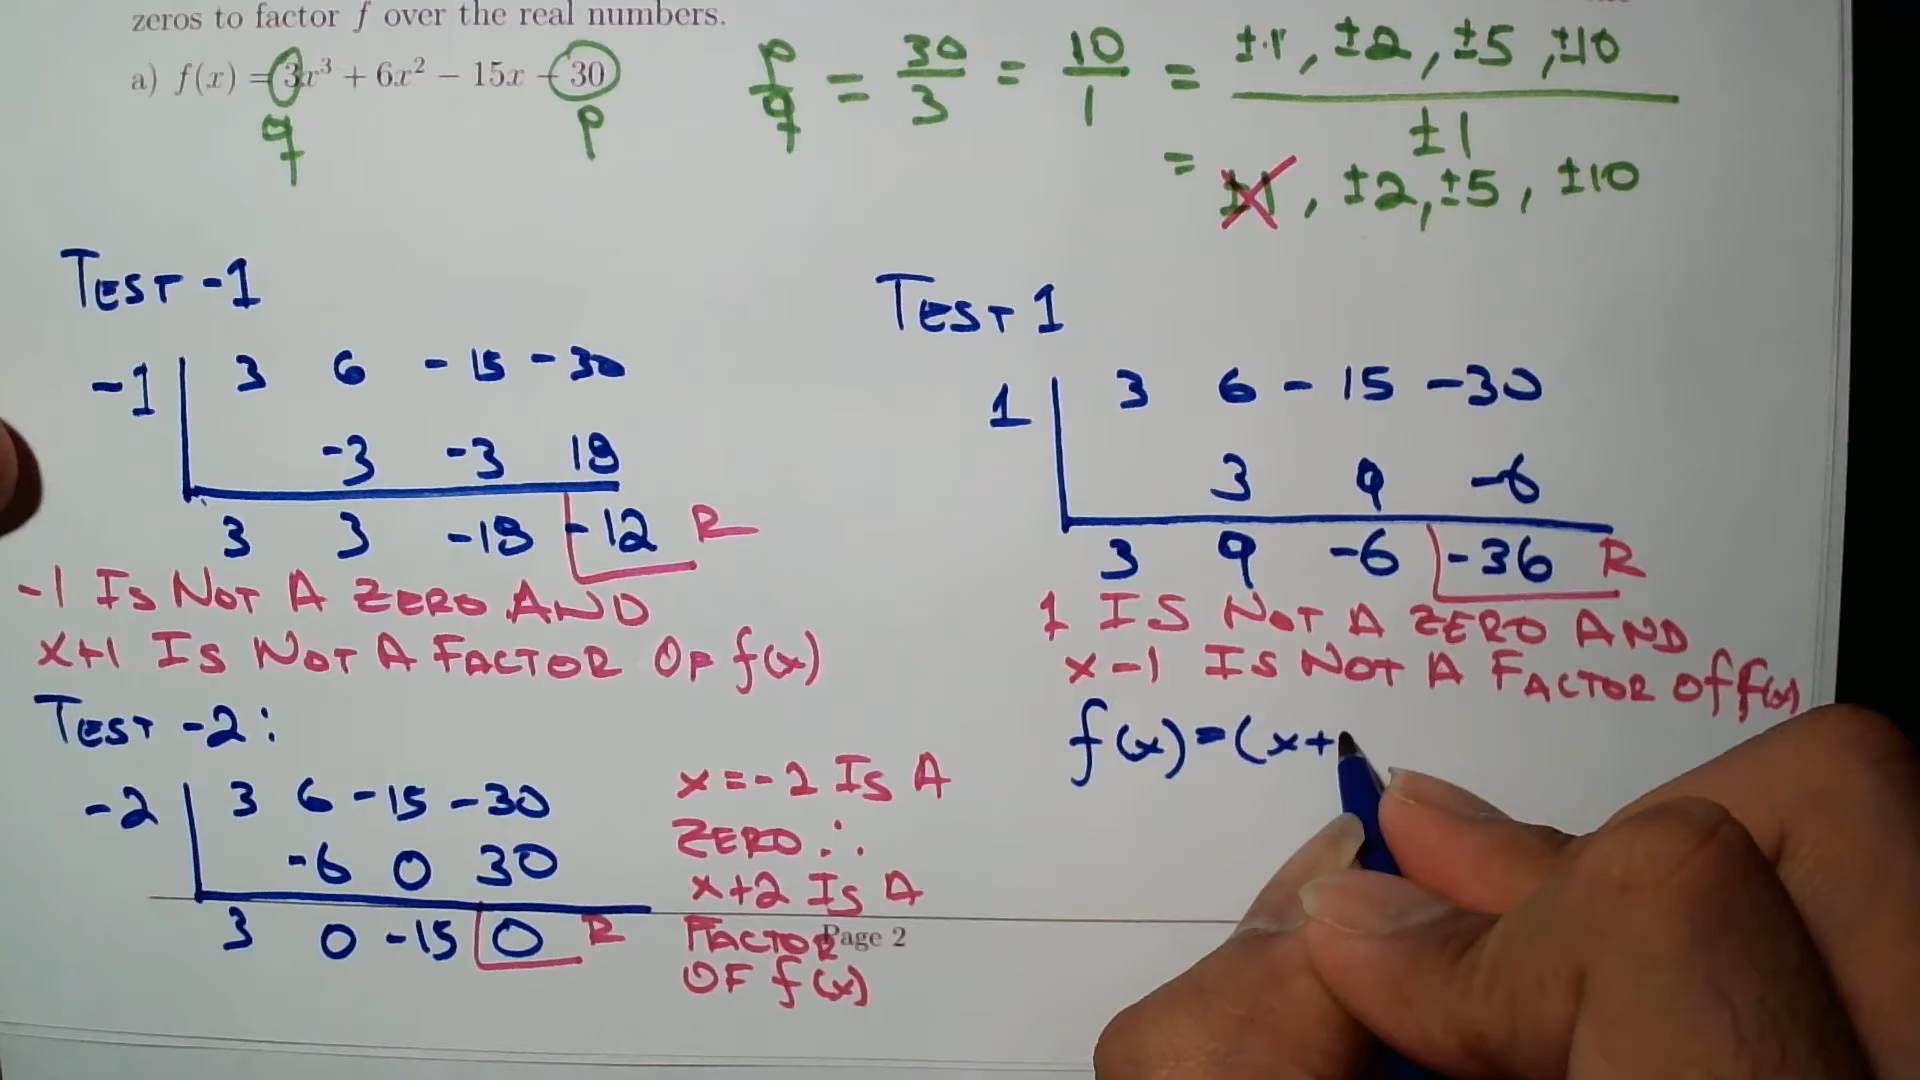 zeros to factor f over the real numbers.
a) f(x) = 3x³ + 6x² − 15x − 30
q p
p/q = 30/3 = 10/1 = ±1, ±2, ±5, ±10 / ±1
= ±1, ±2, ±5, ±10
TEST -1
-1 | 3 6 -15 -30
-3 -3 18
3 3 -18 -12 R
-1 IS NOT A ZERO AND
x+1 IS NOT A FACTOR OF f(x)
TEST 1
1 | 3 6 -15 -30
3 9 -6
3 9 -6 -36 R
1 IS NOT A ZERO AND
x-1 IS NOT A FACTOR OF f(x)
TEST -2:
-2 | 3 6 -15 -30
-6 0 30
3 0 -15 0 R
x=-2 IS A
ZERO ∴
x+2 IS A
FACTOR
OF f(x)
f(x)=(x+
Page 2